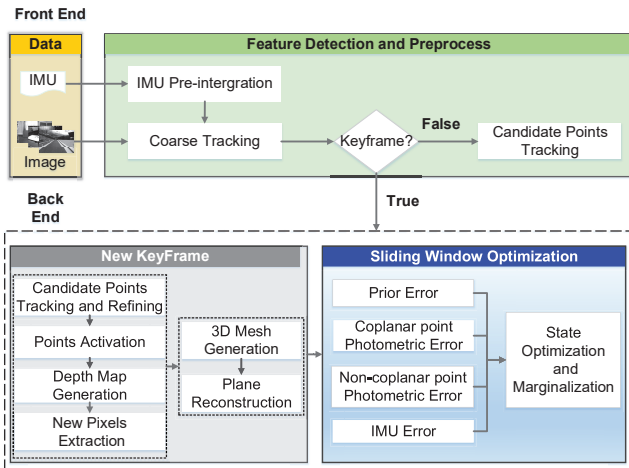 Front End
Data
Feature Detection and Preprocess
IMU
IMU Pre-intergration
Image
Coarse Tracking
Keyframe?
False
Candidate Points
Tracking
True
Back
End
New KeyFrame
Candidate Points
Tracking and Refining
Points Activation
Depth Map
Generation
New Pixels
Extraction
3D Mesh
Generation
Plane
Reconstruction
Sliding Window Optimization
Prior Error
Coplanar point
Photometric Error
Non-coplanar point
Photometric Error
IMU Error
State
Optimization
and
Marginalization